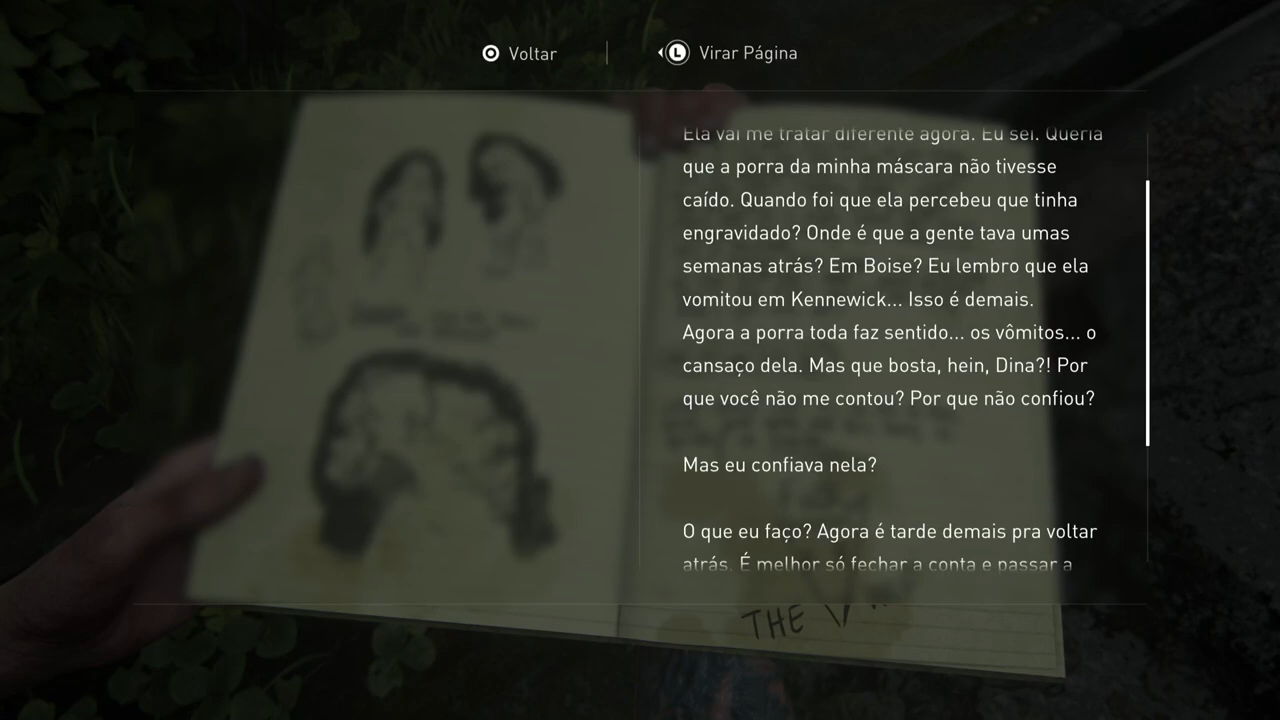 Voltar
L Virar Página
Ela vai me tratar diferente agora. Eu sei. Queria
que a porra da minha máscara não tivesse
caído. Quando foi que ela percebeu que tinha
engravidado? Onde é que a gente tava umas
semanas atrás? Em Boise? Eu lembro que ela
vomitou em Kennewick... Isso é demais.
Agora a porra toda faz sentido... os vômitos... o
cansaço dela. Mas que bosta, hein, Dina?! Por
que você não me contou? Por que não confiou?
Mas eu confiava nela?
O que eu faço? Agora é tarde demais pra voltar
atrás. É melhor só fechar a conta e passar a
THE